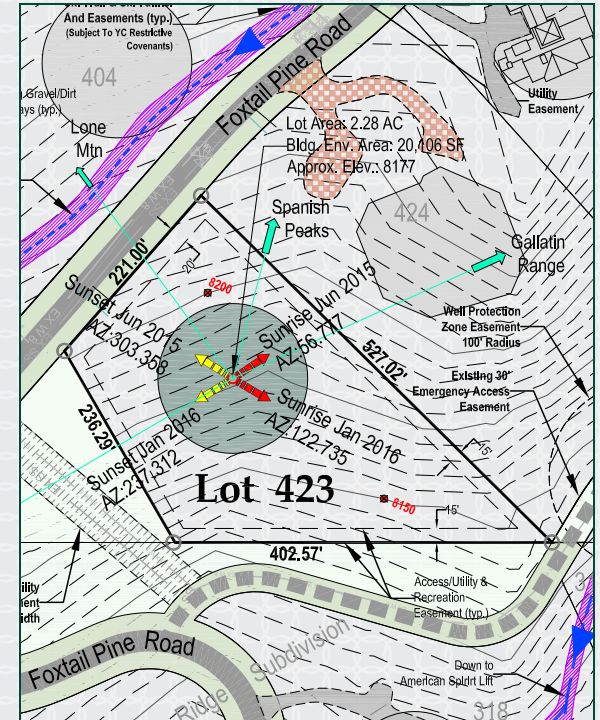 And Easements (typ.)
(Subject To YC Restrictive
Covenants)
404
Gravel/Dirt
(typ.)
Lone
Mtn
Foxtail Pine Road
Utility
Easement
Lot Area: 2.28 AC
Bldg. Env. Area: 20,106 SF
Approx. Elev.: 8177
Spanish
Peaks
424
Gallatin
Range
221.00'
20'
8200
Sunset Jun 2015
AZ:303.358
Sunrise Jun 2015
AZ:56.777
527.02'
Well Protection
Zone Easement
100' Radius
Existing 30'
Emergency Access
Easement
236.29'
Sunset Jan 2016
AZ:237.312
Sunrise Jan 2016
AZ:122.735
45'
Lot 423
8150
15'
402.57'
Access/Utility &
Recreation
Easement (typ.)
Foxtail Pine Road
Ridge Subdivision
Down to
American Spirit Lift
318